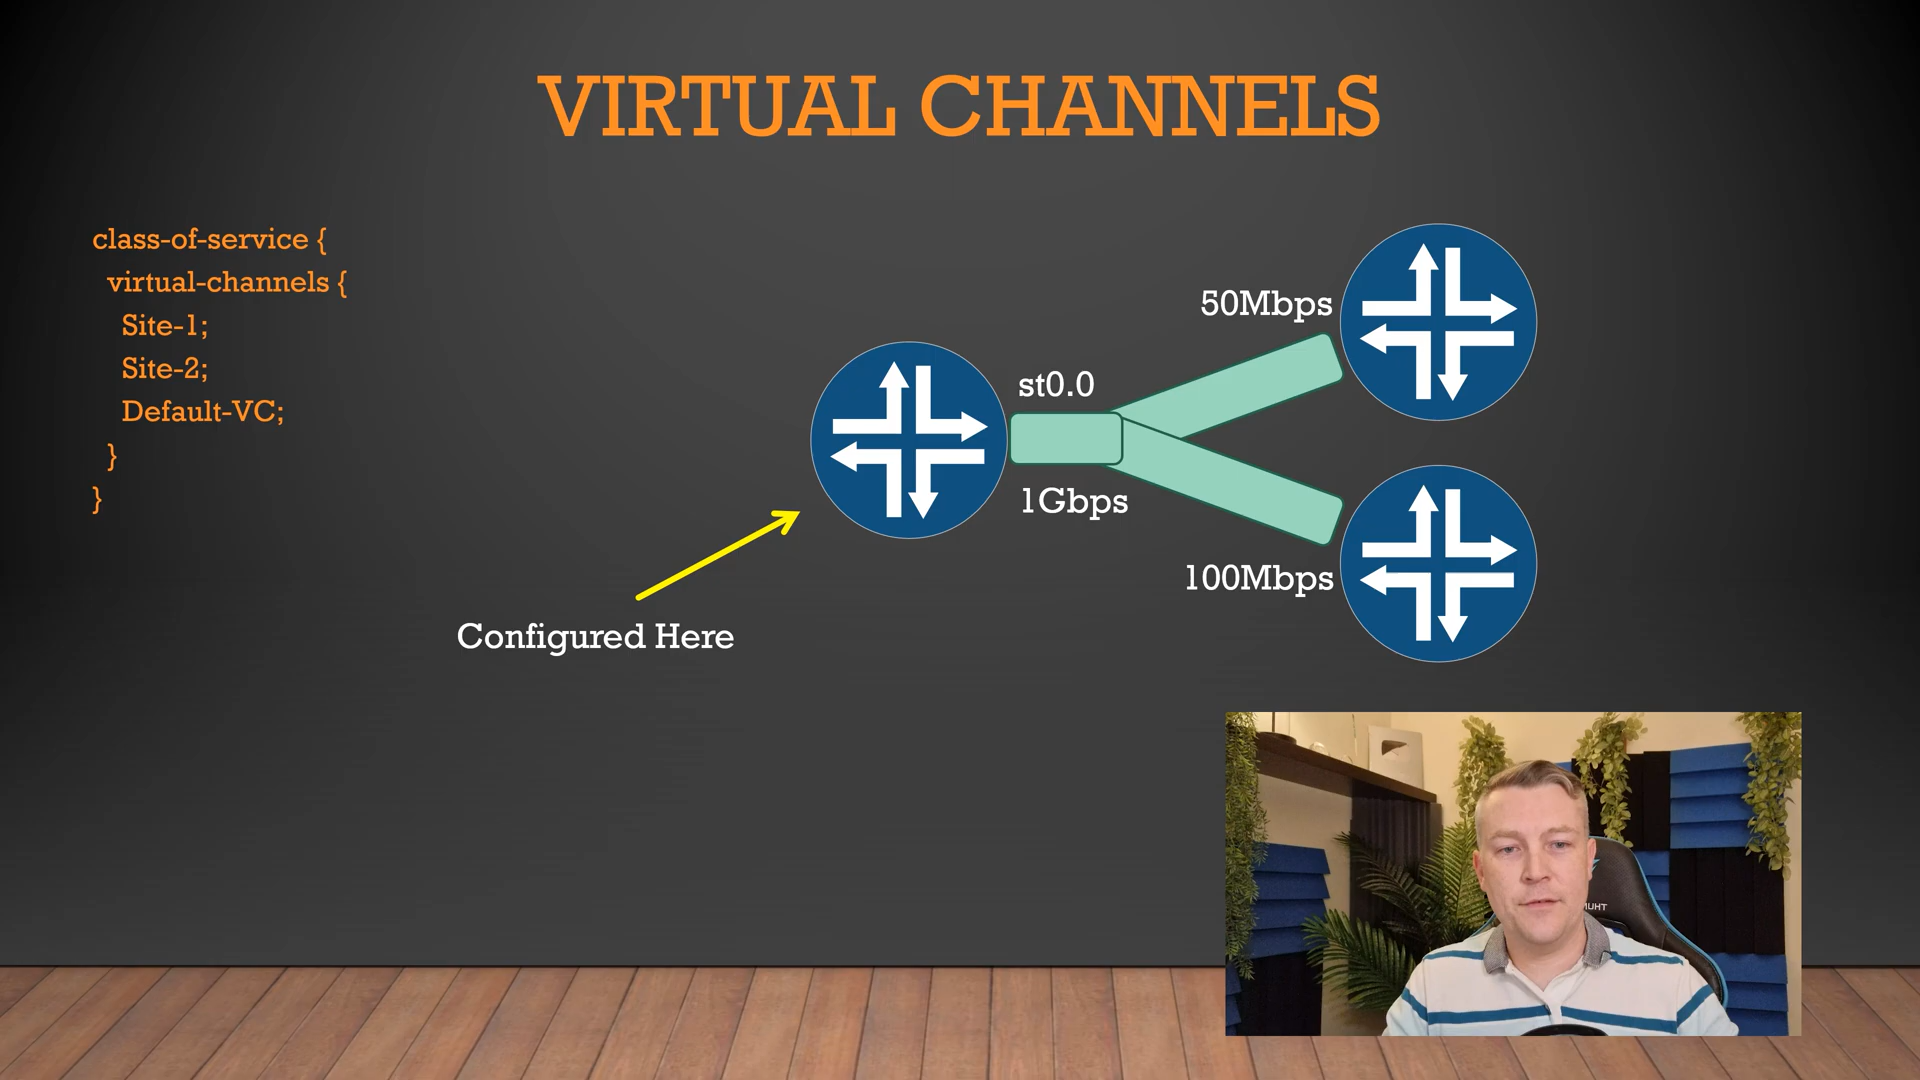 VIRTUAL CHANNELS
class-of-service {
virtual-channels {
Site-1;
Site-2;
Default-VC;
}
}
50Mbps
st0.0
1Gbps
100Mbps
Configured Here